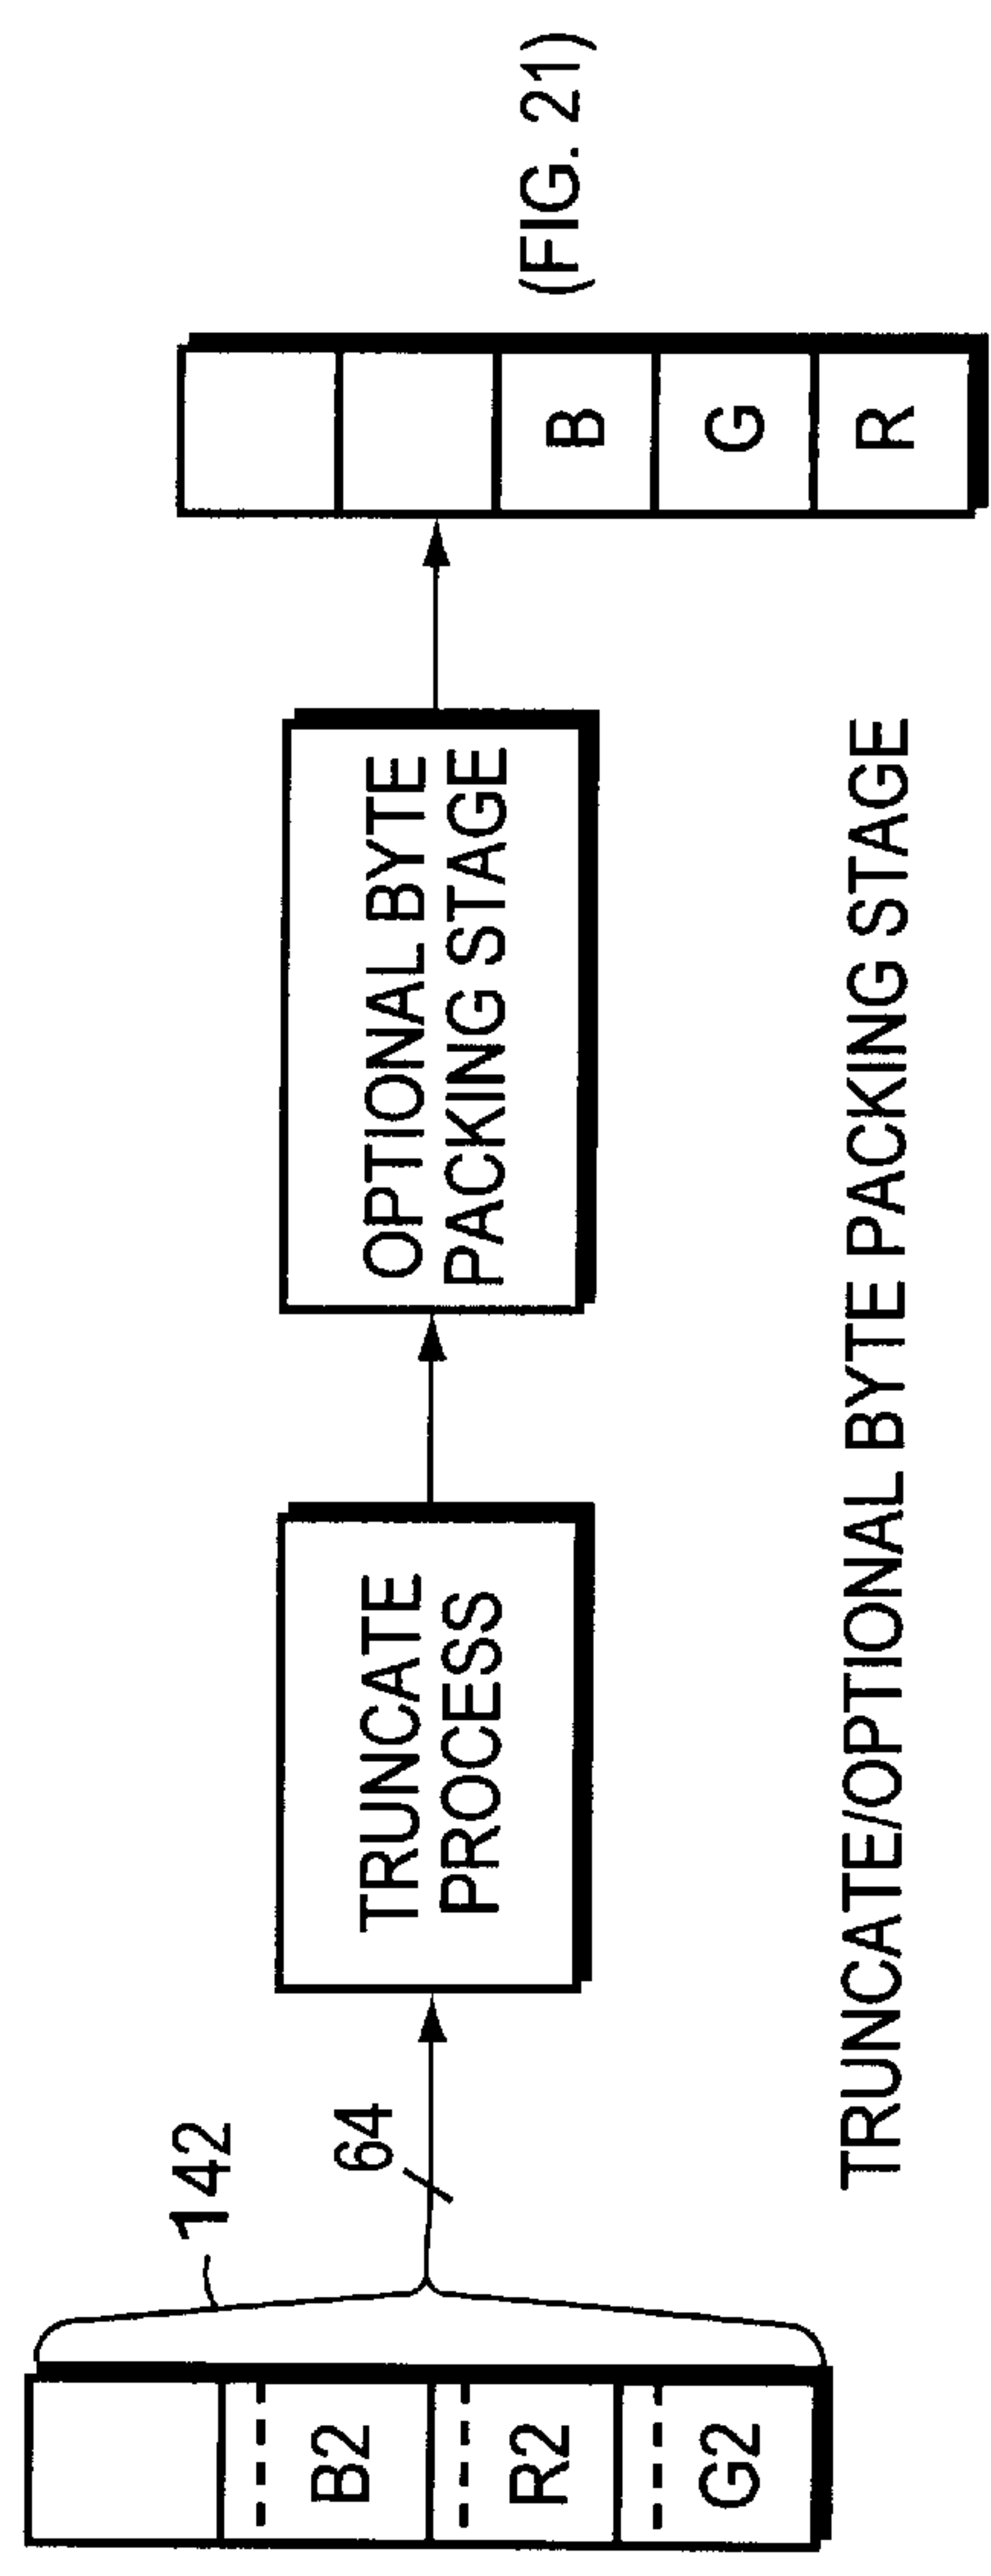 142
B2
R2
G2
64
TRUNCATE
PROCESS
OPTIONAL BYTE
PACKING STAGE
B
G
R
(FIG. 21)
TRUNCATE/OPTIONAL BYTE PACKING STAGE